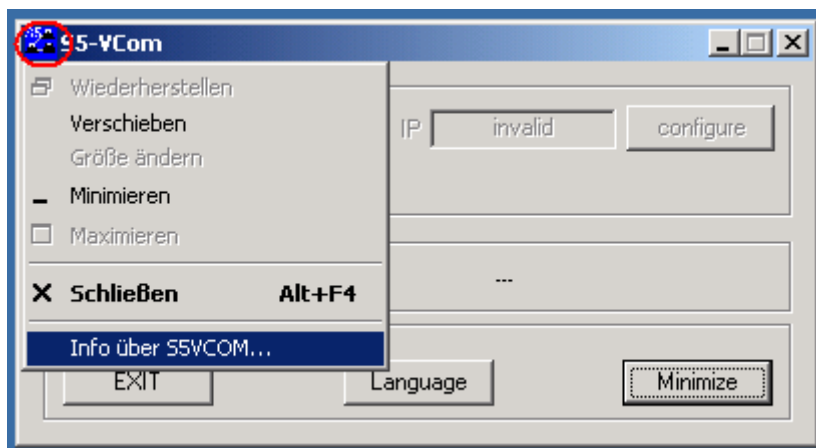 S5-VCom
Wiederherstellen
Verschieben
Größe ändern
Minimieren
Maximieren
Schließen Alt+F4
Info über S5VCOM...
IP invalid configure
---
EXIT Language Minimize